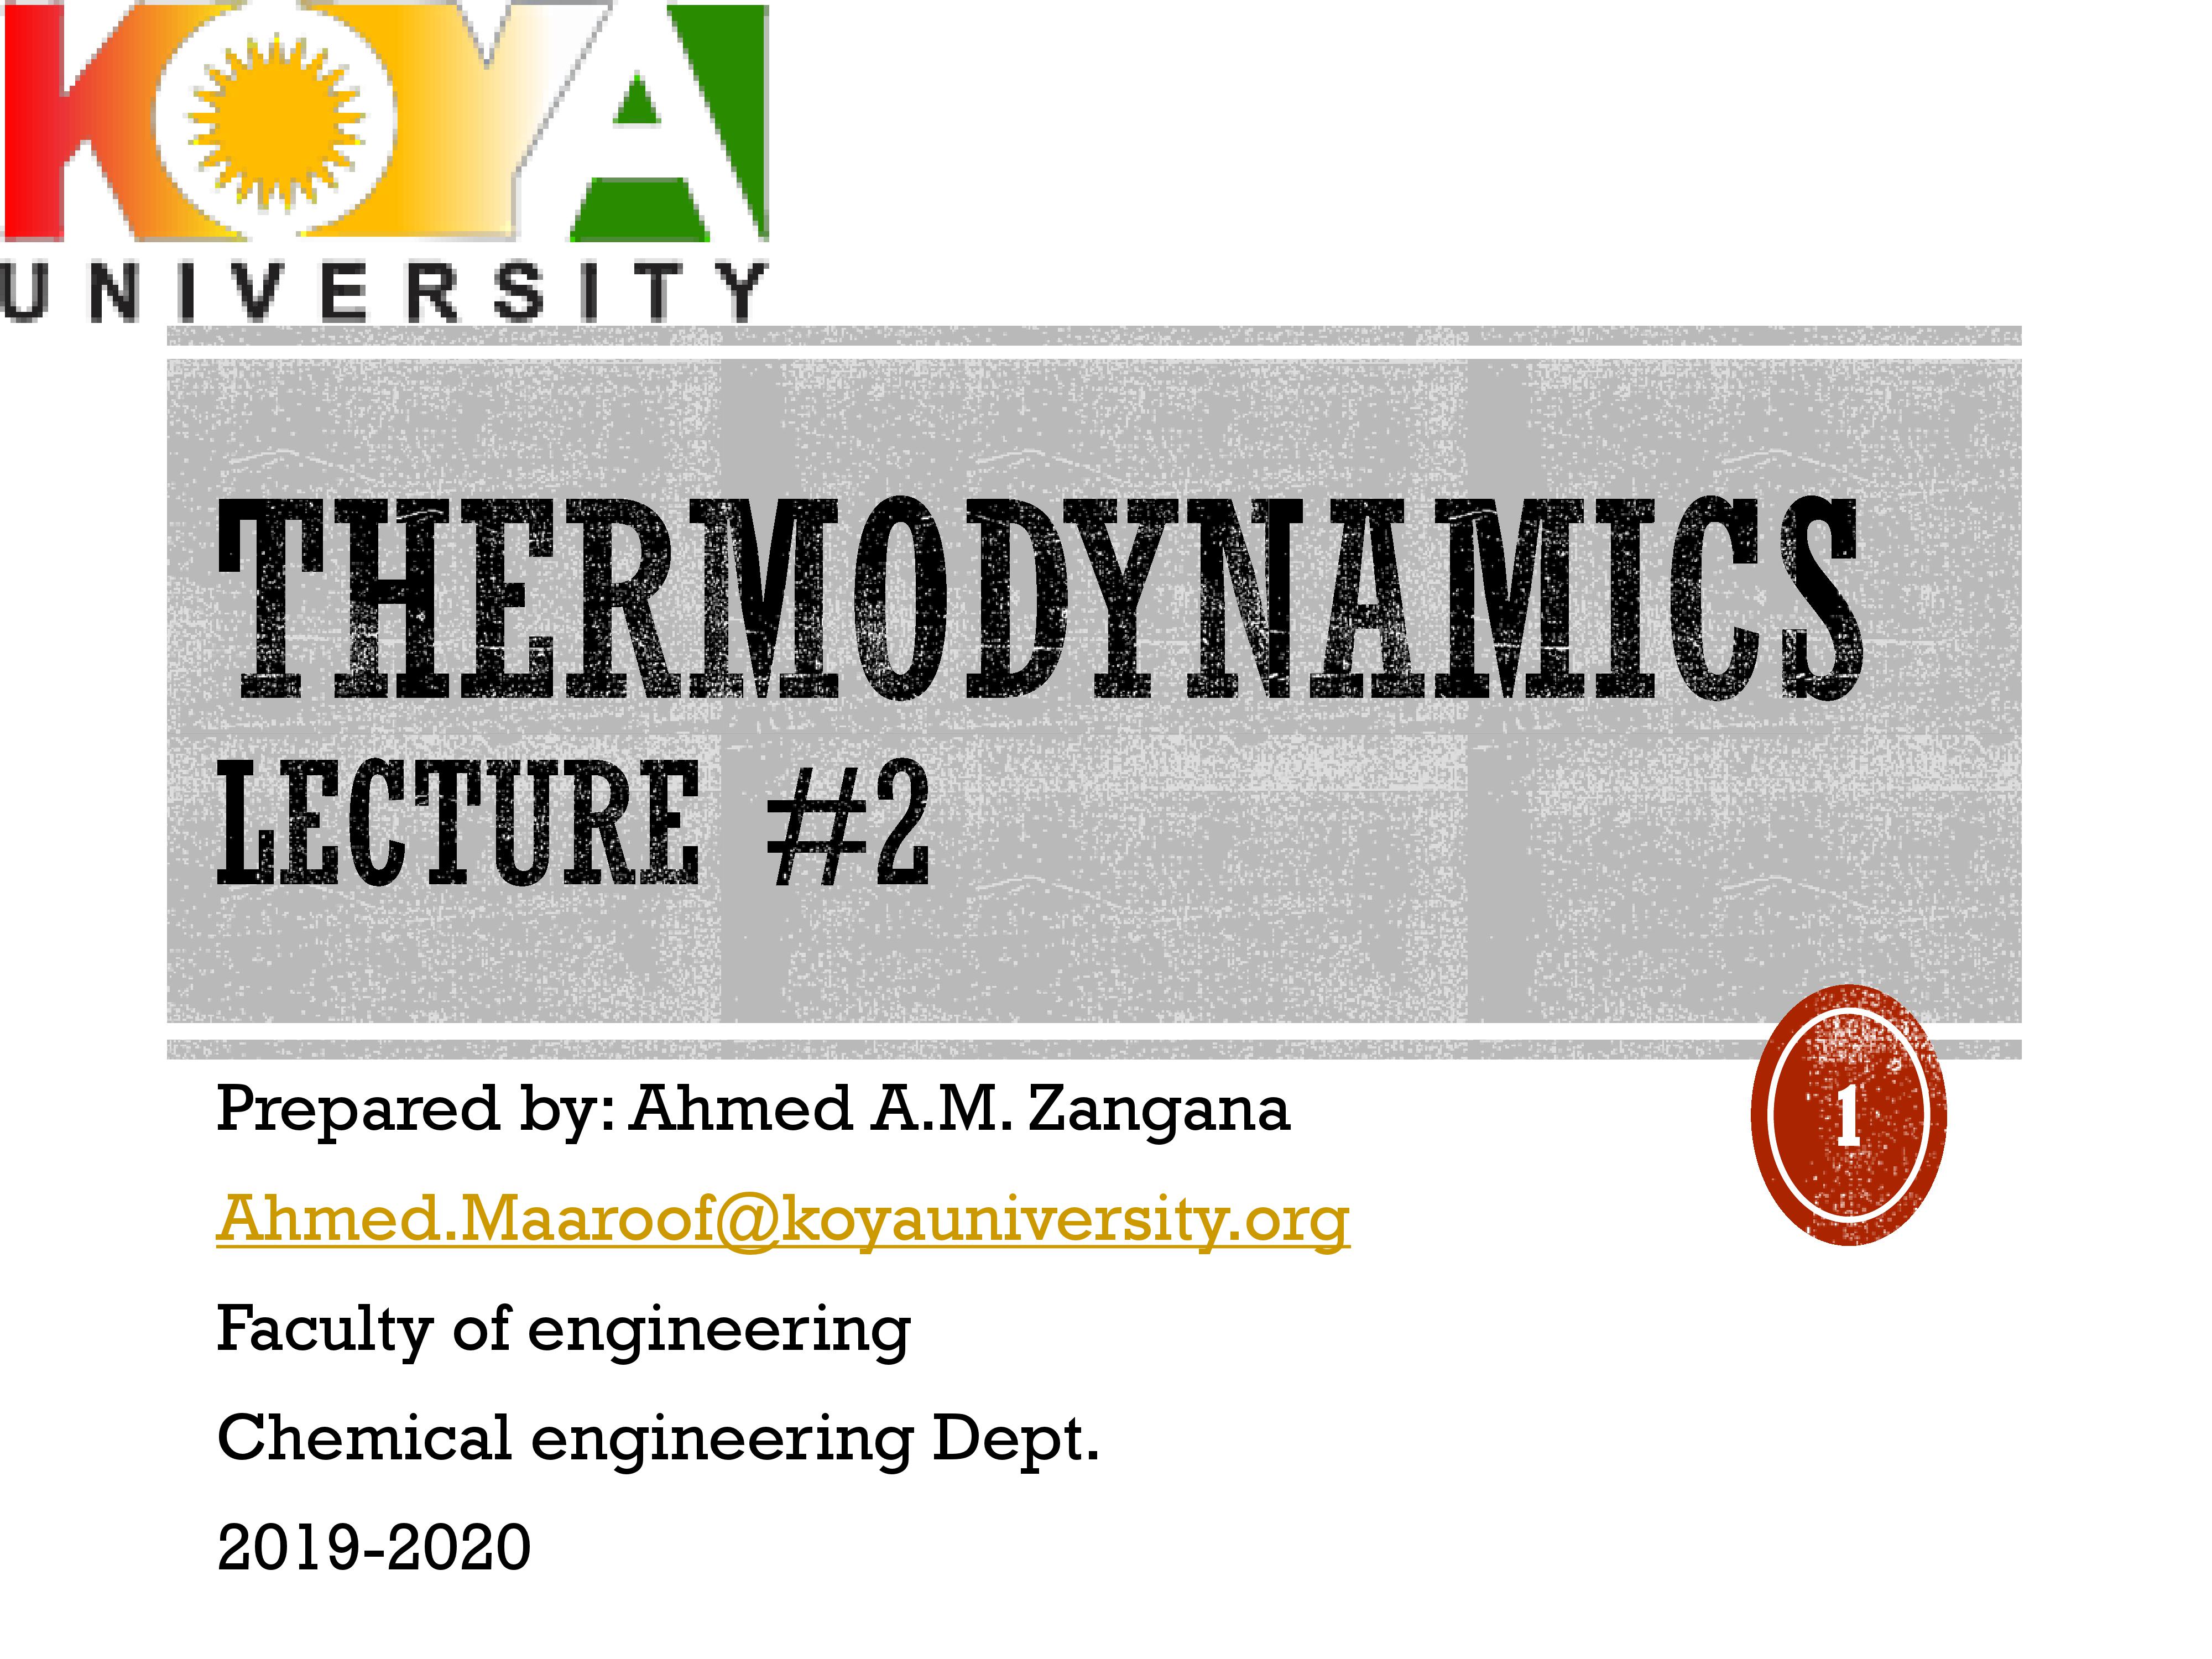 KOYA
UNIVERSITY
THERMODYNAMICS
LECTURE #2
1
Prepared by: Ahmed A.M. Zangana
Ahmed.Maaroof@koyauniversity.org
Faculty of engineering
Chemical engineering Dept.
2019-2020